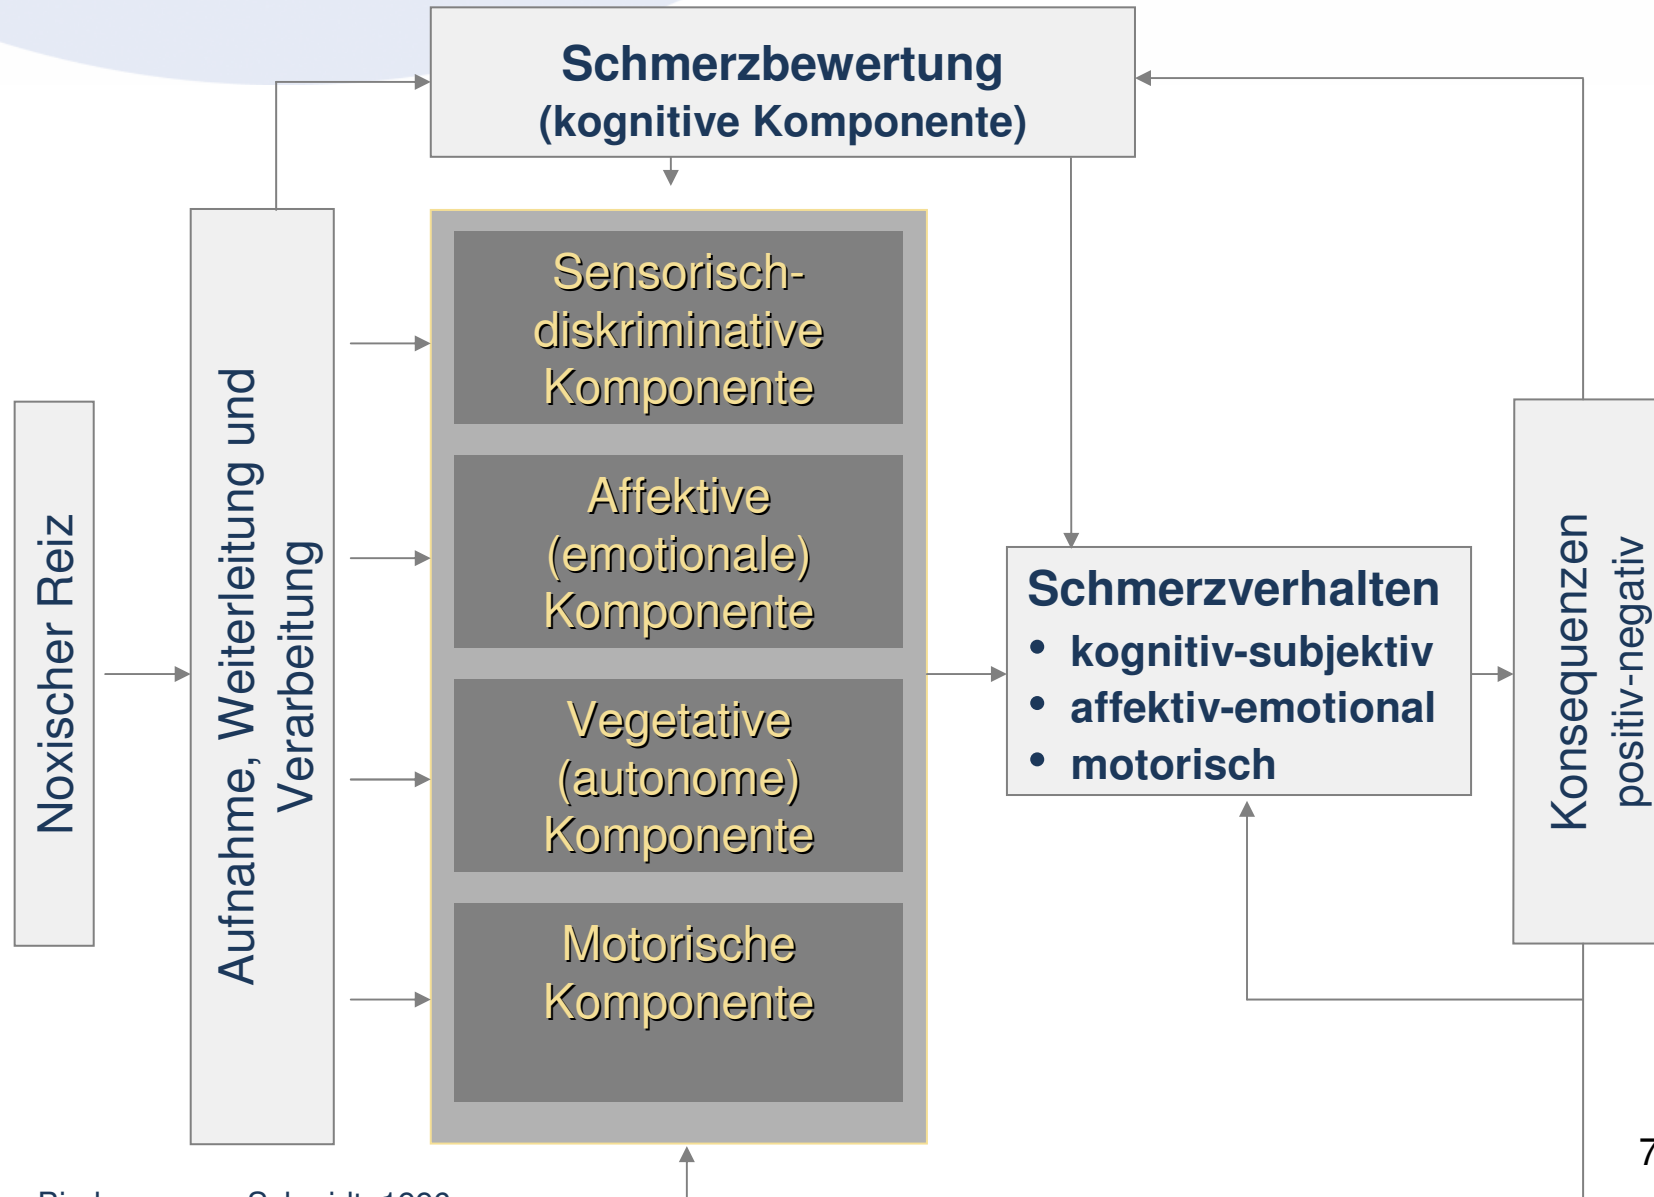 Schmerzbewertung
(kognitive Komponente)
Noxischer Reiz
Aufnahme, Weiterleitung und
Verarbeitung
Sensorisch-
diskriminative
Komponente
Affektive
(emotionale)
Komponente
Vegetative
(autonome)
Komponente
Motorische
Komponente
Schmerzverhalten
• kognitiv-subjektiv
• affektiv-emotional
• motorisch
Konsequenzen
positiv-negativ
7